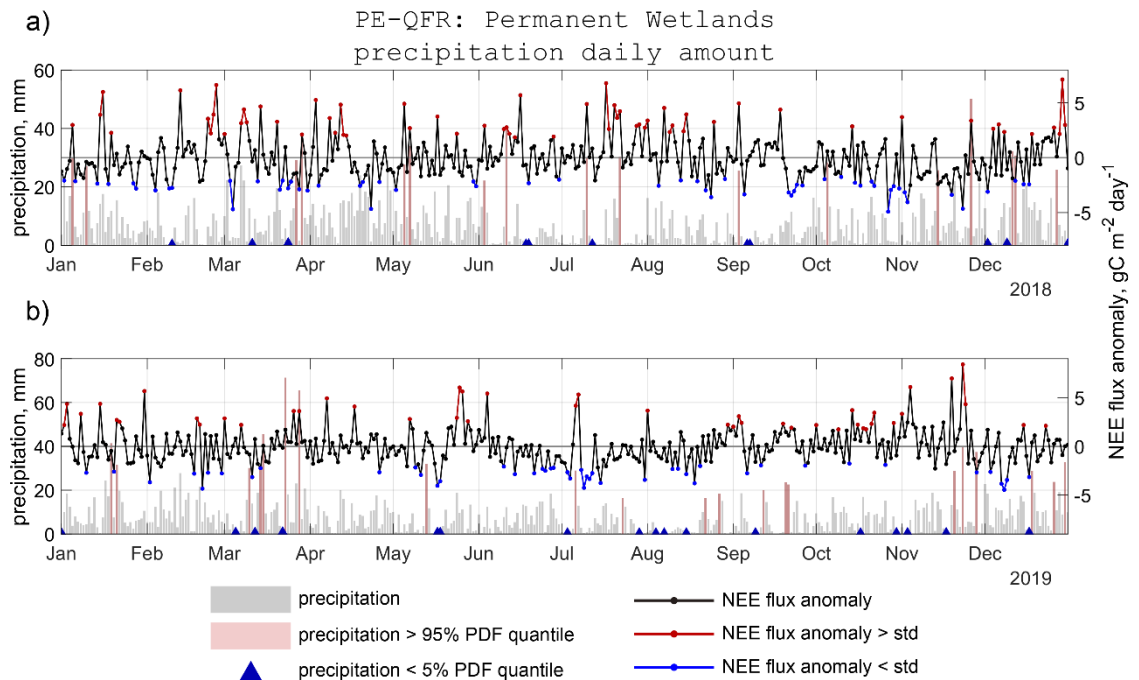 PE-QFR: Permanent Wetlands
precipitation daily amount
a)
precipitation, mm
60
40
20
0
5
0
-5
Jan Feb Mar Apr May Jun Jul Aug Sep Oct Nov Dec
2018
NEE flux anomaly, gC m⁻² day⁻¹
b)
precipitation, mm
80
60
40
20
0
5
0
-5
Jan Feb Mar Apr May Jun Jul Aug Sep Oct Nov Dec
2019
precipitation
precipitation > 95% PDF quantile
precipitation < 5% PDF quantile
NEE flux anomaly
NEE flux anomaly > std
NEE flux anomaly < std